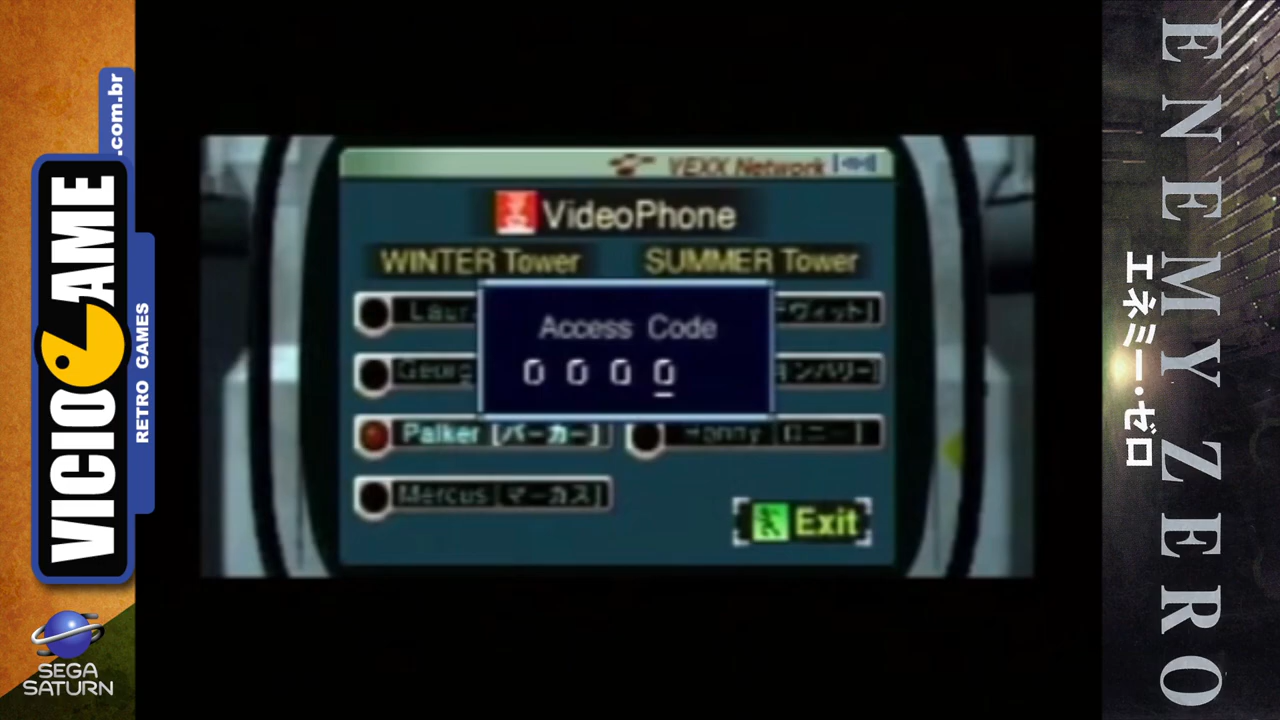 VICIOGAME
.com.br
RETRO GAMES
SEGA
SATURN
VEXX Network
VideoPhone
WINTER Tower
SUMMER Tower
Access Code
0 0 0 0
Palker [パーカー]
Mercus [マーカス]
Exit
ENEMY ZERO
エネミー・ゼロ